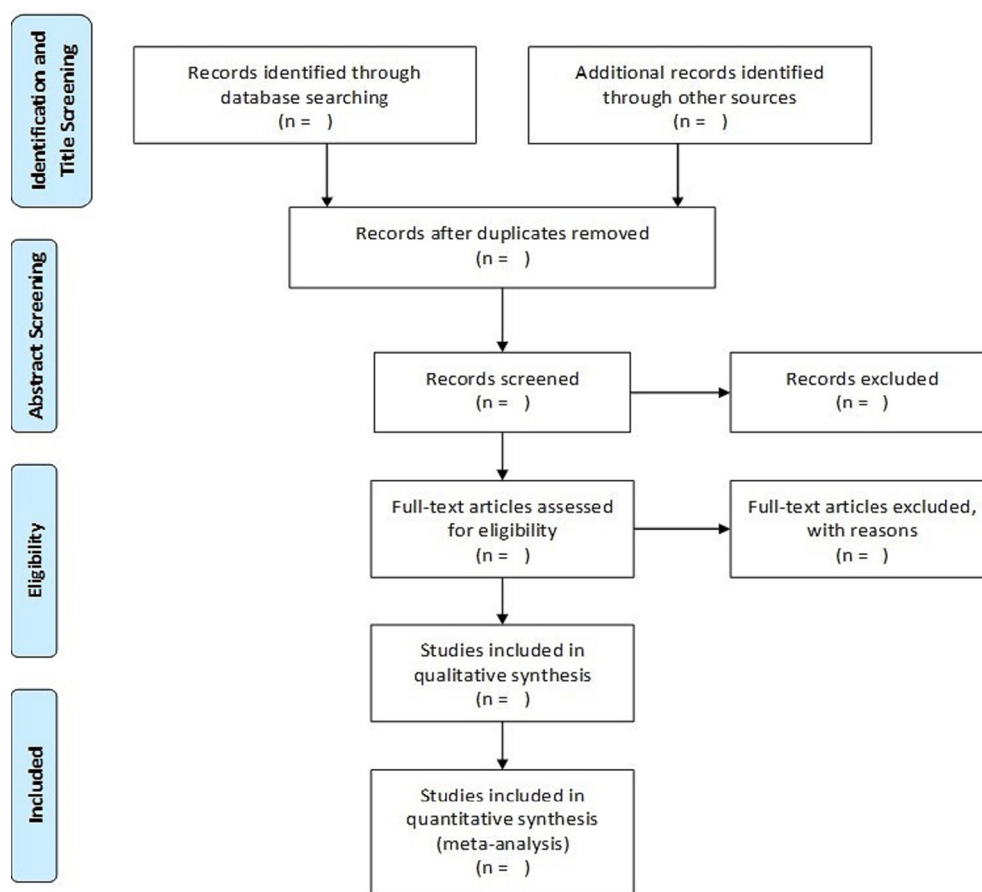 Identification and
Title Screening
Records identified through
database searching
(n =   )
Additional records identified
through other sources
(n =   )
Records after duplicates removed
(n =   )
Abstract Screening
Records screened
(n =   )
Records excluded
(n =   )
Eligibility
Full-text articles assessed
for eligibility
(n =   )
Full-text articles excluded,
with reasons
(n =   )
Studies included in
qualitative synthesis
(n =   )
Included
Studies included in
quantitative synthesis
(meta-analysis)
(n =   )